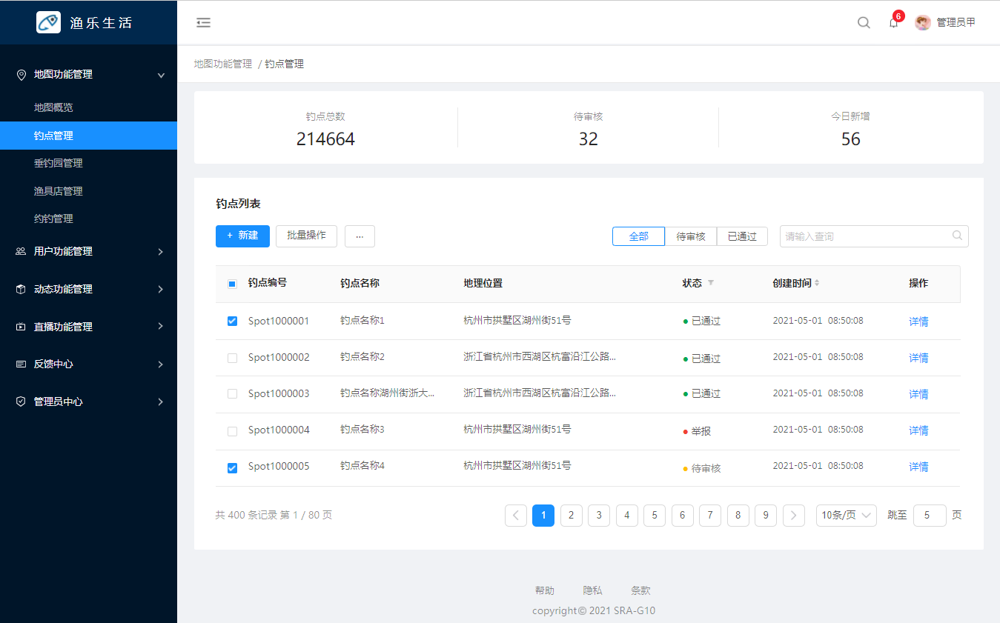 渔乐生活
6
管理员甲
地图功能管理 / 钓点管理
地图功能管理
地图概览
钓点管理
垂钓园管理
渔具店管理
约钓管理
用户功能管理
动态功能管理
直播功能管理
反馈中心
管理员中心
钓点总数 待审核 今日新增
214664 32 56
钓点列表
+ 新建 批量操作 ... 全部 待审核 已通过 请输入查询
钓点编号 钓点名称 地理位置 状态 创建时间 操作
Spot1000001 钓点名称1 杭州市拱墅区湖州街51号 已通过 2021-05-01 08:50:08 详情
Spot1000002 钓点名称2 浙江省杭州市西湖区杭富沿江公路... 已通过 2021-05-01 08:50:08 详情
Spot1000003 钓点名称湖州街浙大... 浙江省杭州市西湖区杭富沿江公路... 已通过 2021-05-01 08:50:08 详情
Spot1000004 钓点名称3 杭州市拱墅区湖州街51号 举报 2021-05-01 08:50:08 详情
Spot1000005 钓点名称4 杭州市拱墅区湖州街51号 待审核 2021-05-01 08:50:08 详情
共 400 条记录 第 1 / 80 页 1 2 3 4 5 6 7 8 9 10条/页 跳至 5 页
帮助 隐私 条款
copyright© 2021 SRA-G10